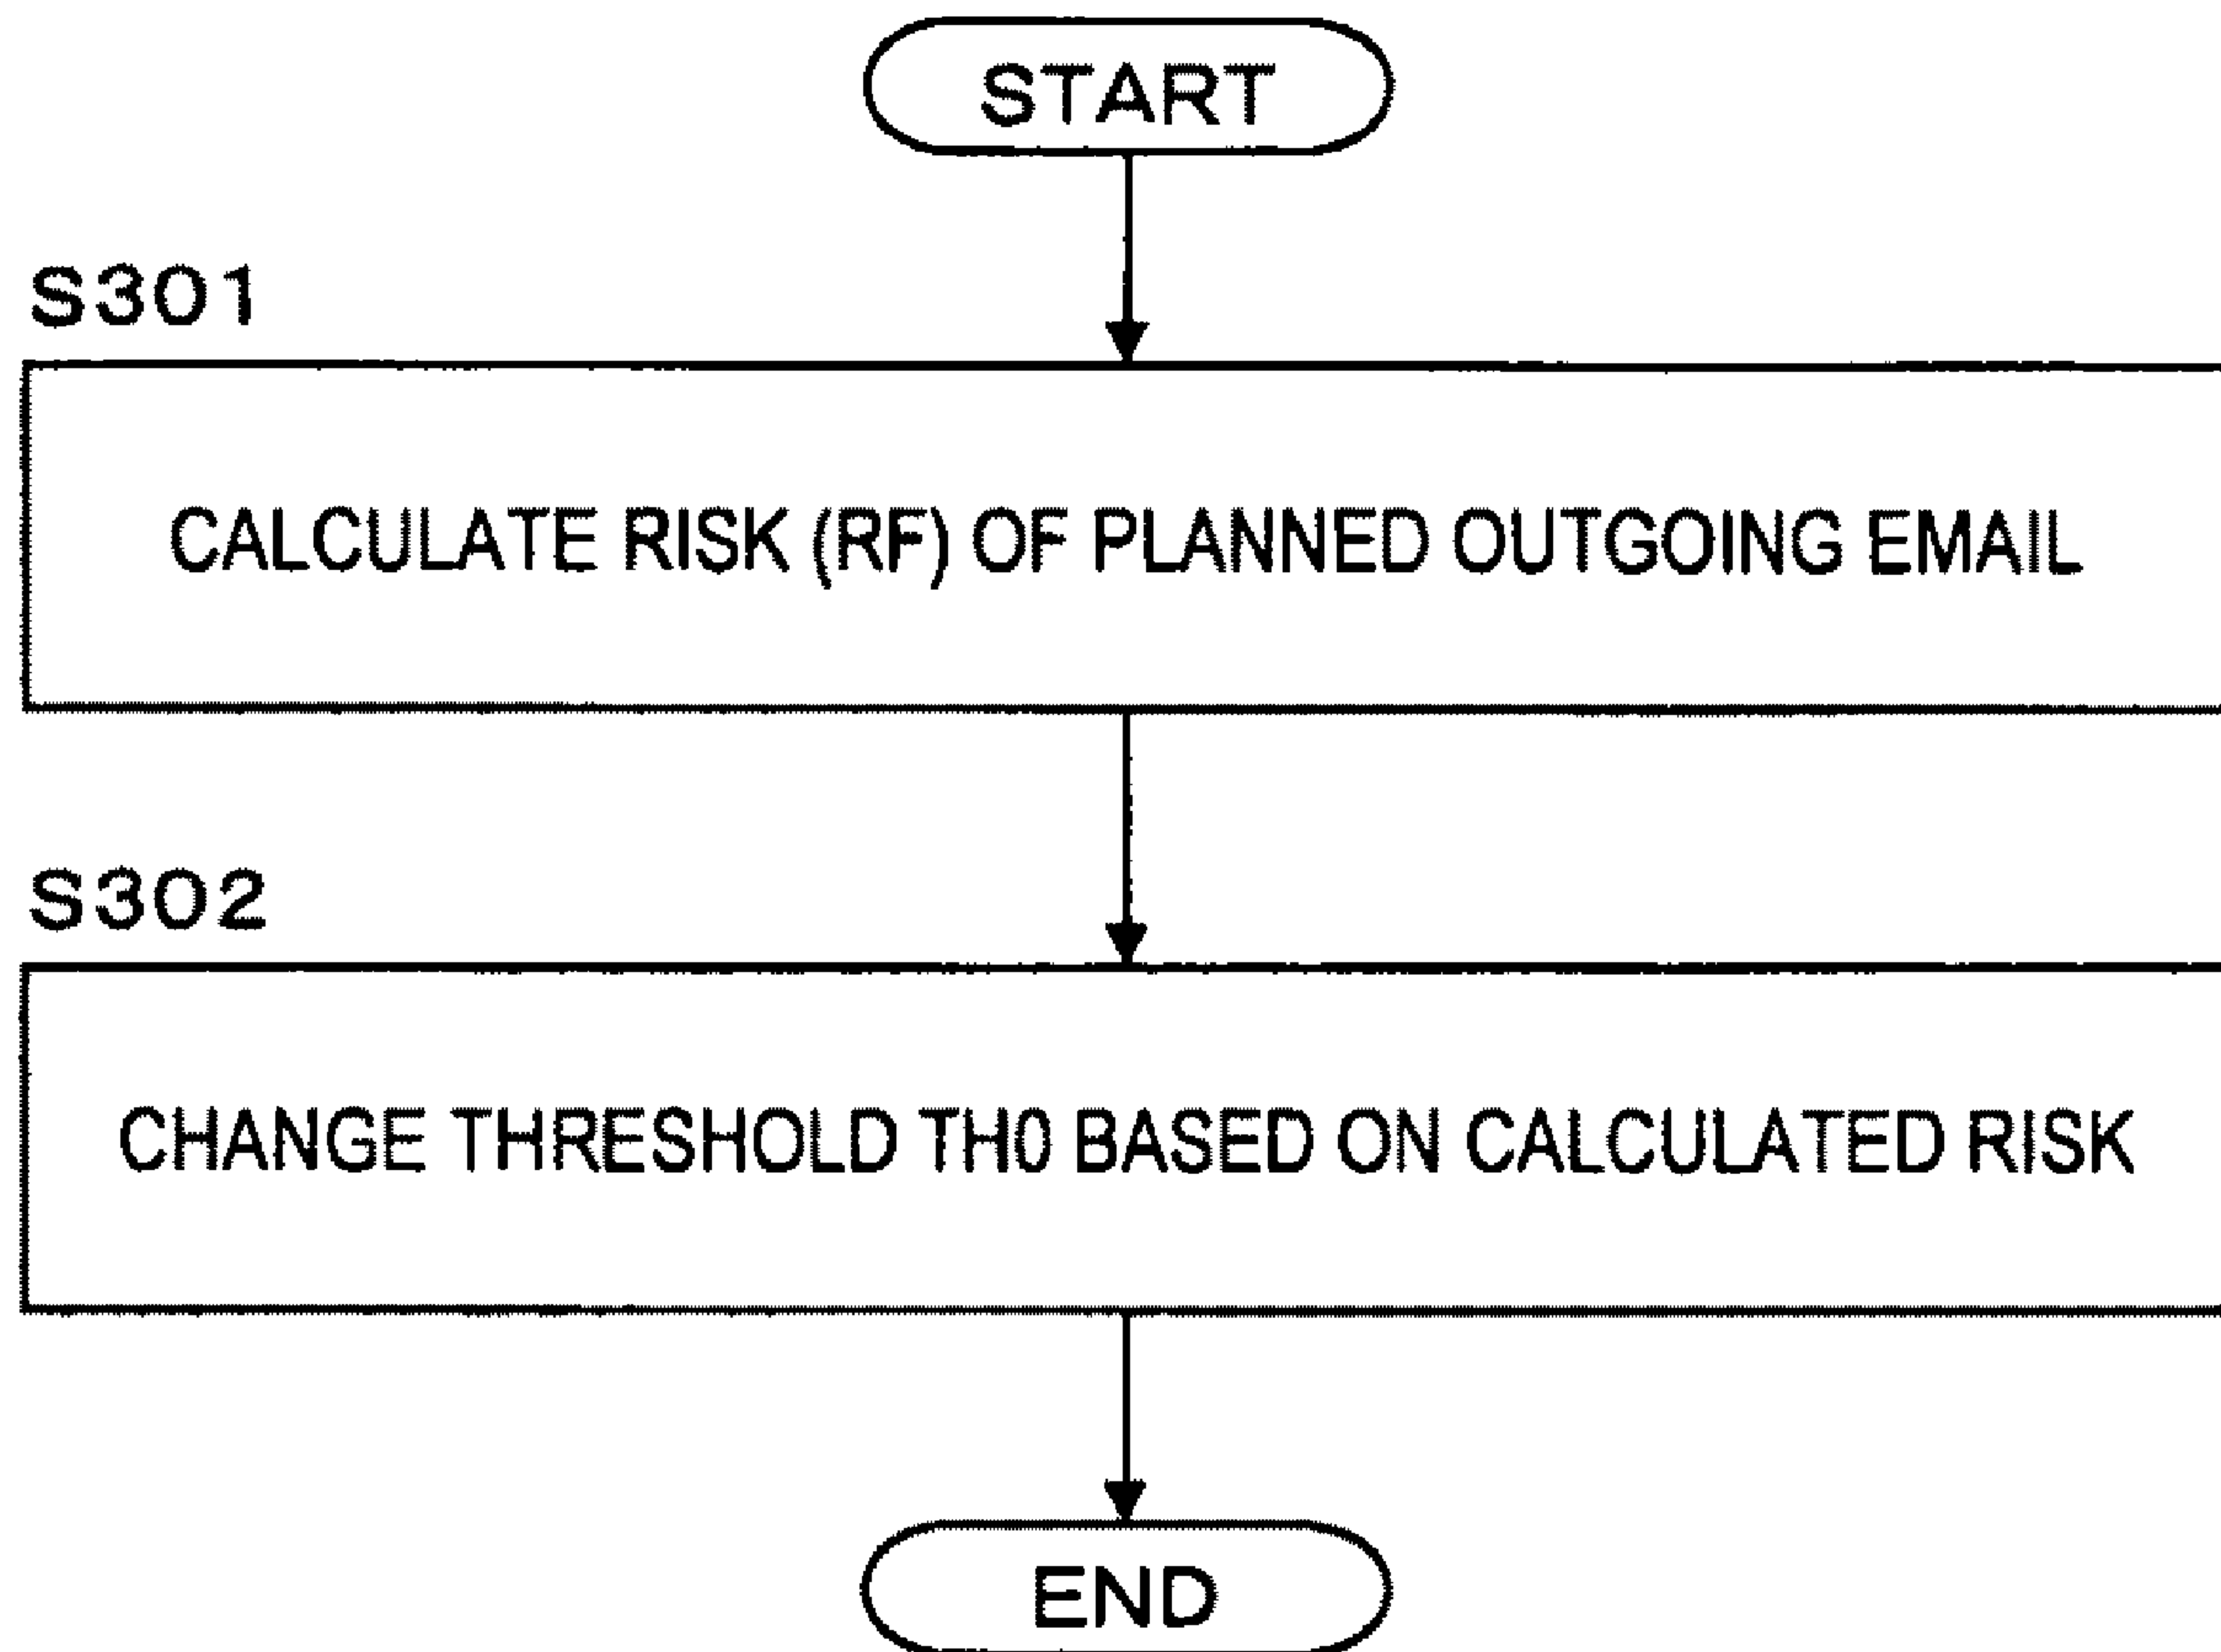 START
S301
CALCULATE RISK (RF) OF PLANNED OUTGOING EMAIL
S302
CHANGE THRESHOLD TH0 BASED ON CALCULATED RISK
END